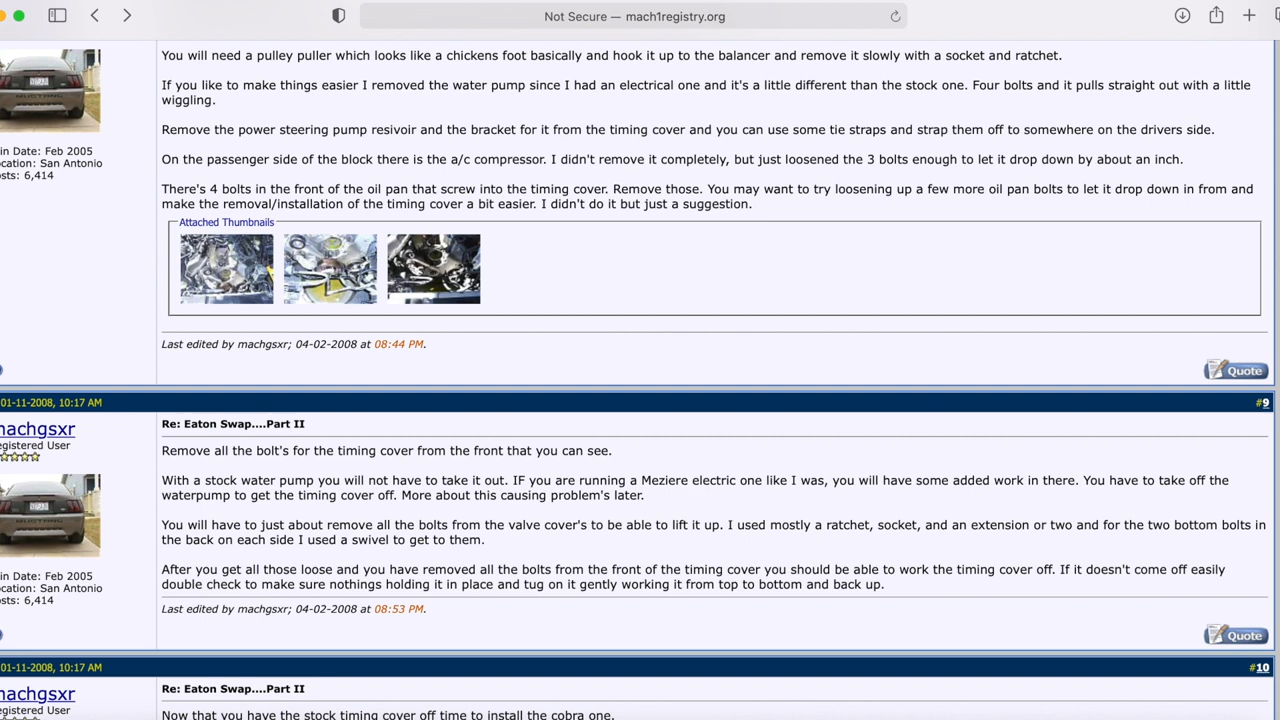 Not Secure — mach1registry.org
You will need a pulley puller which looks like a chickens foot basically and hook it up to the balancer and remove it slowly with a socket and ratchet.
If you like to make things easier I removed the water pump since I had an electrical one and it's a little different than the stock one. Four bolts and it pulls straight out with a little
wiggling.
Remove the power steering pump resivoir and the bracket for it from the timing cover and you can use some tie straps and strap them off to somewhere on the drivers side.
in Date: Feb 2005
ocation: San Antonio
osts: 6,414
On the passenger side of the block there is the a/c compressor. I didn't remove it completely, but just loosened the 3 bolts enough to let it drop down by about an inch.
There's 4 bolts in the front of the oil pan that screw into the timing cover. Remove those. You may want to try loosening up a few more oil pan bolts to let it drop down in from and
make the removal/installation of the timing cover a bit easier. I didn't do it but just a suggestion.
Attached Thumbnails
Last edited by machgsxr; 04-02-2008 at 08:44 PM.
Quote
01-11-2008, 10:17 AM
#9
machgsxr
egistered User
Re: Eaton Swap....Part II
Remove all the bolt's for the timing cover from the front that you can see.
With a stock water pump you will not have to take it out. IF you are running a Meziere electric one like I was, you will have some added work in there. You have to take off the
waterpump to get the timing cover off. More about this causing problem's later.
You will have to just about remove all the bolts from the valve cover's to be able to lift it up. I used mostly a ratchet, socket, and an extension or two and for the two bottom bolts in
the back on each side I used a swivel to get to them.
in Date: Feb 2005
ocation: San Antonio
osts: 6,414
After you get all those loose and you have removed all the bolts from the front of the timing cover you should be able to work the timing cover off. If it doesn't come off easily
double check to make sure nothings holding it in place and tug on it gently working it from top to bottom and back up.
Last edited by machgsxr; 04-02-2008 at 08:53 PM.
Quote
01-11-2008, 10:17 AM
#10
machgsxr
egistered User
Re: Eaton Swap....Part II
Now that you have the stock timing cover off time to install the cobra one.